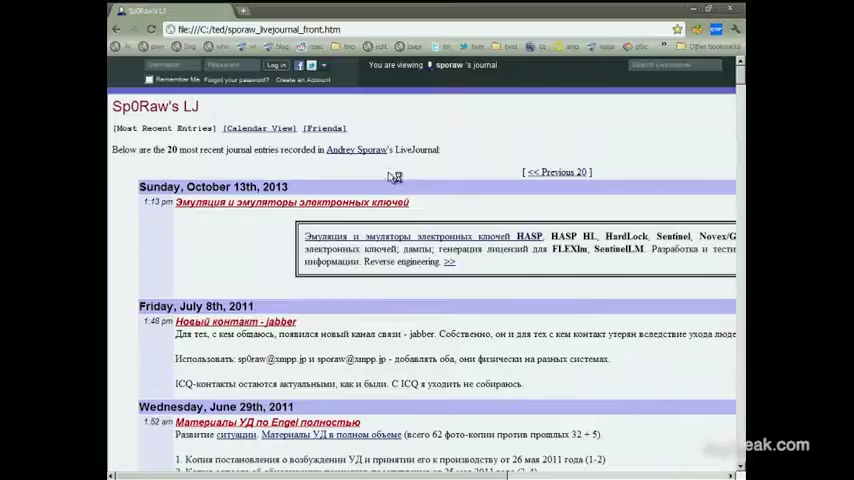 Sp0Raw's LJ
file:///C:/ted/sporaw_livejournal_front.htm
Other bookmarks
Username
Password
Log in
You are viewing sporaw 's journal
Remember Me
Forgot your password?
Create an Account
Sp0Raw's LJ
[Most Recent Entries] [Calendar View] [Friends]
Below are the 20 most recent journal entries recorded in Andrey Sporaw's LiveJournal:
[ << Previous 20 ]
Sunday, October 13th, 2013
1:13 pm Эмуляция и эмуляторы электронных ключей
Эмуляция и эмуляторы электронных ключей HASP, HASP HL, HardLock, Sentinel, Novex/G
электронных ключей; дампы; генерация лицензий для FLEXlm, SentinelLM. Разработка и тести
информации. Reverse engineering. >>
Friday, July 8th, 2011
1:48 pm Новый контакт - jabber
Для тех, с кем общаюсь, появился новый канал связи - jabber. Собственно, он и для тех с кем контакт утерян вследствие ухода люде
Использовать: sp0raw@xmpp.jp и sporaw@xmpp.jp - добавлять оба, они физически на разных системах.
ICQ-контакты остаются актуальными, как и были. С ICQ я уходить не собираюсь.
Wednesday, June 29th, 2011
1:52 am Материалы УД по Engel полностью
Развитие ситуации. Материалы УД в полном объеме (всего 62 фото-копии против прошлых 32 + 5).
1. Копия постановления о возбуждении УД и принятии его к производству от 26 мая 2011 года (1-2)